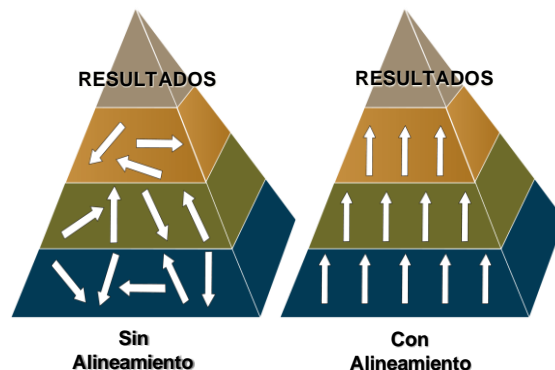 RESULTADOS
RESULTADOS
Sin
Alineamiento
Con
Alineamiento